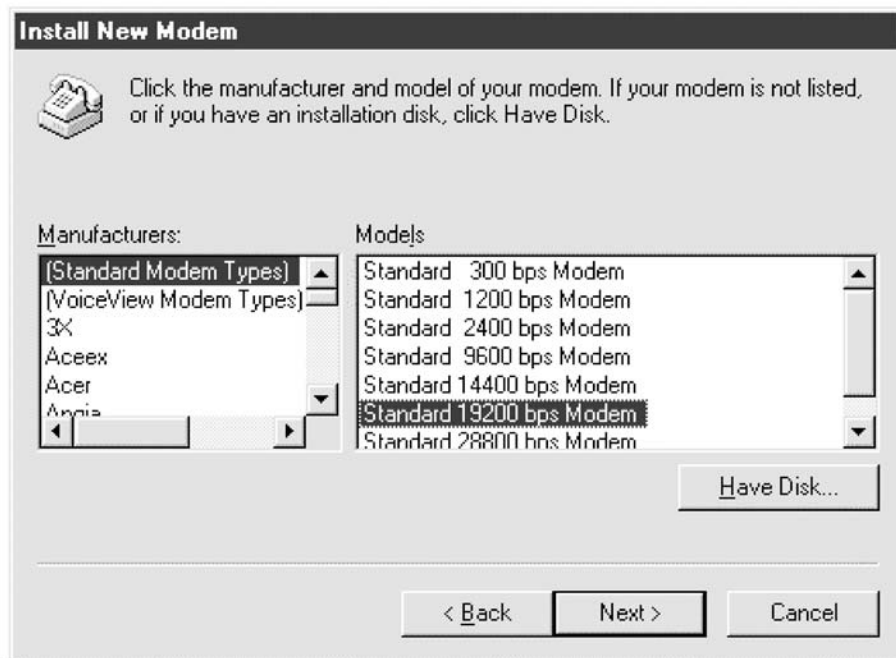 Install New Modem
Click the manufacturer and model of your modem. If your modem is not listed,
or if you have an installation disk, click Have Disk.
Manufacturers:
(Standard Modem Types)
(VoiceView Modem Types)
3X
Aceex
Acer
Angia
Models
Standard   300 bps Modem
Standard  1200 bps Modem
Standard  2400 bps Modem
Standard  9600 bps Modem
Standard 14400 bps Modem
Standard 19200 bps Modem
Standard 28800 bps Modem
Have Disk...
< Back
Next >
Cancel